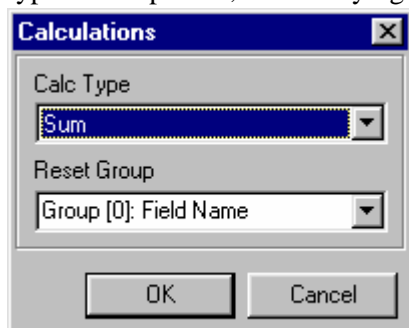 Calculations
Calc Type
Sum
Reset Group
Group [0]: Field Name
OK Cancel